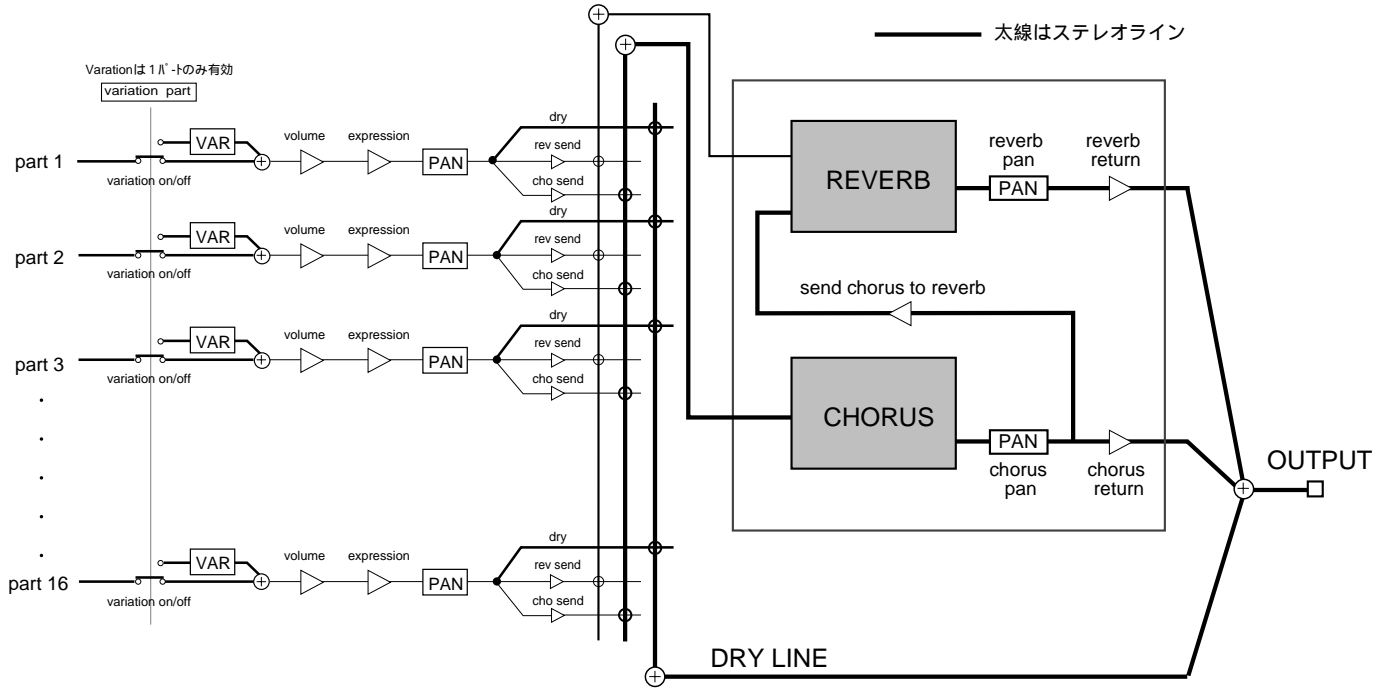 太線はステレオライン
Varationは１ﾊﾟｰﾄのみ有効
variation part
VAR
volume
expression
dry
part 1
PAN
rev send
variation on/off
cho send
VAR
volume
expression
dry
part 2
PAN
rev send
variation on/off
cho send
VAR
volume
expression
dry
part 3
PAN
rev send
variation on/off
cho send
VAR
volume
expression
dry
part 16
PAN
rev send
variation on/off
cho send
REVERB
reverb
pan
PAN
reverb
return
send chorus to reverb
CHORUS
PAN
chorus
pan
chorus
return
OUTPUT
DRY LINE